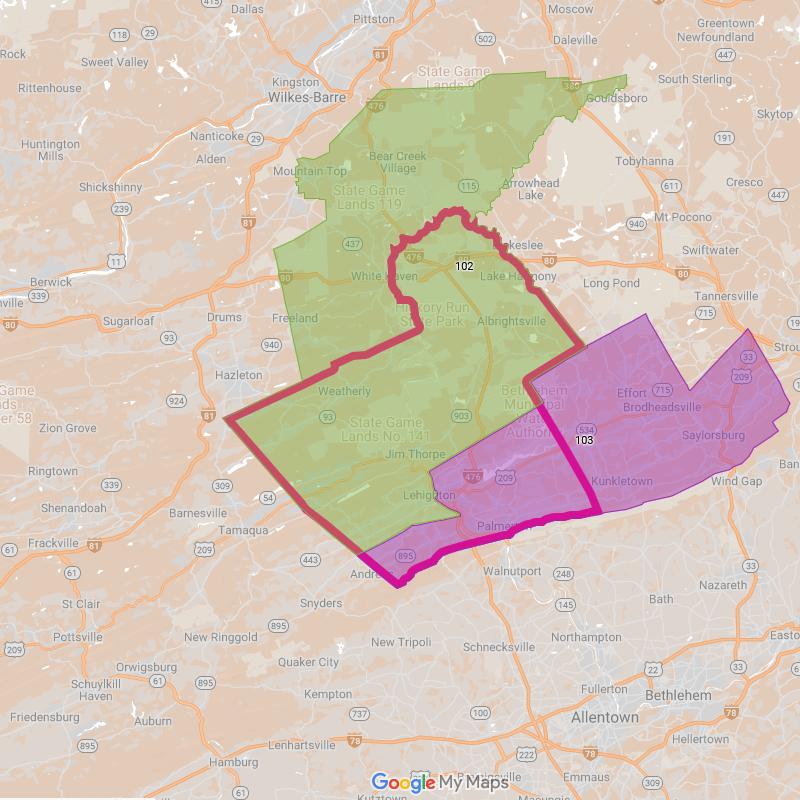 415
Dallas
Pittston
Moscow
Greentown
Newfoundland
118
29
502
Daleville
Rock
Sweet Valley
81
447
State Game
Rittenhouse
Kingston
Wilkes-Barre
476
380
South Sterling
Gouldsboro
Skytop
Nanticoke
29
191
Huntington
Mills
Alden
Bear Creek
Village
Tobyhanna
Mountain Top
Cresco
Shickshinny
State Game
Lands 119
115
Arrowhead
Lake
611
447
239
Mt Pocono
81
940
437
Blakeslee
Swiftwater
11
476
102
80
80
Berwick
80
White Haven
Lake Harmony
339
Long Pond
Tannersville
Freeland
Hickory Run
State Park
Albrightsville
715
80
Sugarloaf
Drums
93
940
33
Hazleton
209
Game
Lands
58
924
Weatherly
Bethlehem
Municipal
Water
Authority
Effort
715
Brodheadsville
81
93
State Game
Lands No. 141
903
534
103
Saylorsburg
Zion Grove
Jim Thorpe
Ringtown
476
209
Kunkletown
Wind Gap
339
309
54
Lehighton
Shenandoah
Barnesville
Tamaqua
Palmerton
Frackville
61
81
209
443
895
61
Andreas
Walnutport
248
33
Nazareth
St Clair
Snyders
145
Bath
Pottsville
895
New Ringgold
Northampton
209
New Tripoli
Schnecksville
Orwigsburg
Quaker City
22
33
Schuylkill
Haven
61
895
Fullerton
Kempton
Bethlehem
Friedensburg
Auburn
737
100
Allentown
78
895
Lenhartsville
78
Hellertown
222
Hamburg
Emmaus
309
61
Kutztown
Google My Maps